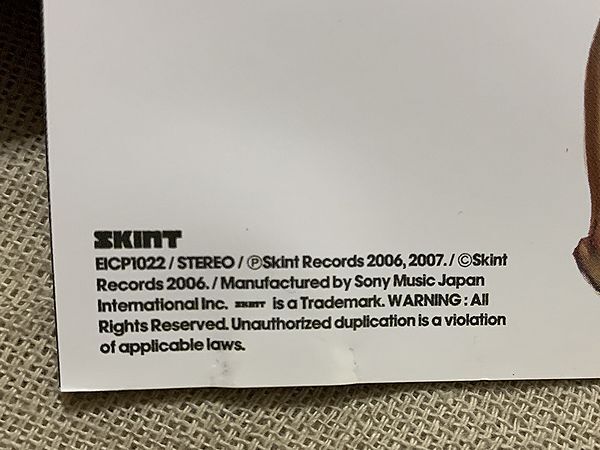 SKINT
EICP1022 / STEREO / ℗Skint Records 2006, 2007. / ©Skint
Records 2006. / Manufactured by Sony Music Japan
International Inc. SKINT is a Trademark. WARNING : All
Rights Reserved. Unauthorized duplication is a violation
of applicable laws.